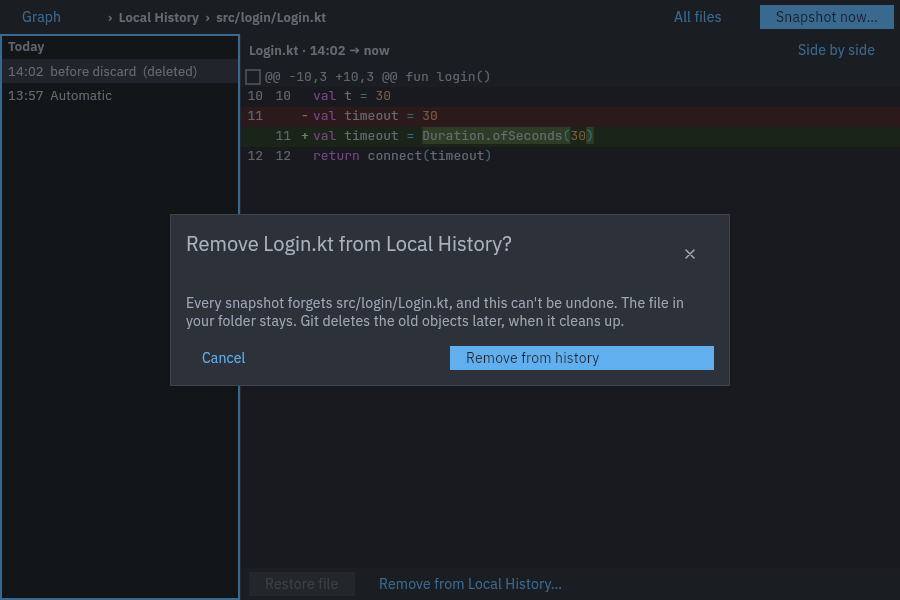 Graph › Local History › src/login/Login.kt All files Snapshot now...
Today
Login.kt · 14:02 → now Side by side
14:02 before discard (deleted)
13:57 Automatic
@@ -10,3 +10,3 @@ fun login()
10 10 val t = 30
11 - val timeout = 30
11 + val timeout = Duration.ofSeconds(30)
12 12 return connect(timeout)
Remove Login.kt from Local History?
×
Every snapshot forgets src/login/Login.kt, and this can't be undone. The file in
your folder stays. Git deletes the old objects later, when it cleans up.
Cancel Remove from history
Restore file Remove from Local History...